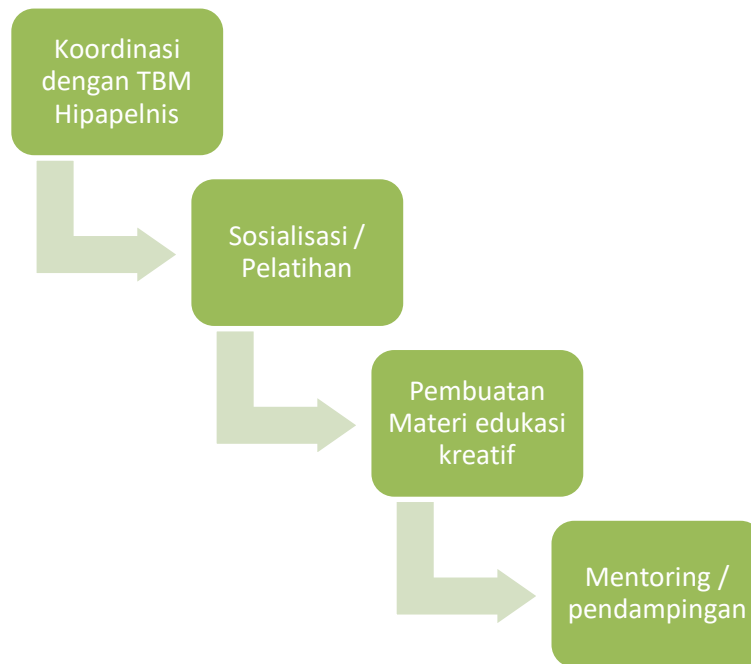 Koordinasi
dengan TBM
Hipapelnis
Sosialisasi /
Pelatihan
Pembuatan
Materi edukasi
kreatif
Mentoring /
pendampingan